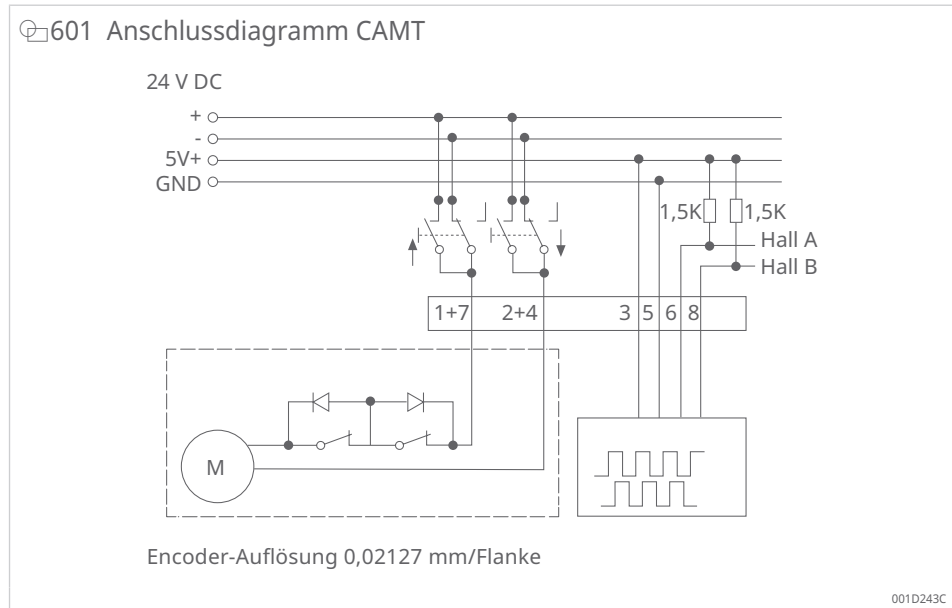 601 Anschlussdiagramm CAMT
24 V DC
+
-
5V+
GND
1,5K 1,5K
Hall A
Hall B
1+7 2+4 3 5 6 8
M
Encoder-Auflösung 0,02127 mm/Flanke
001D243C